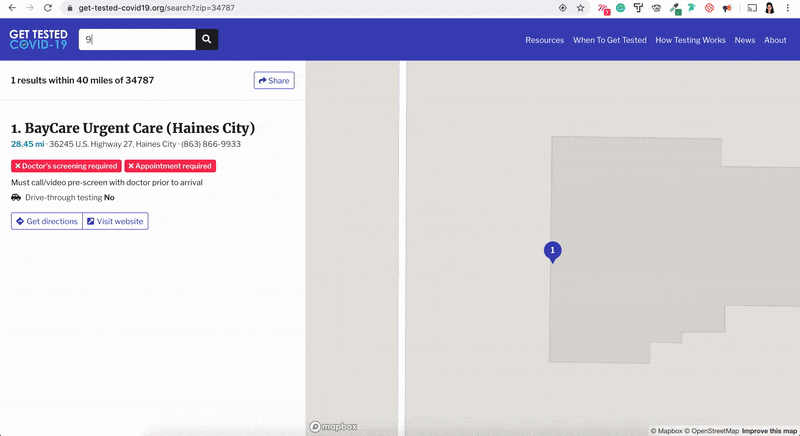 get-tested-covid19.org/search?zip=34787
7
GET TESTED
COVID-19
9
Resources When To Get Tested How Testing Works News About
1 results within 40 miles of 34787
Share
1. BayCare Urgent Care (Haines City)
28.45 mi · 36245 U.S. Highway 27, Haines City · (863) 866-9933
Doctor's screening required Appointment required
Must call/video pre-screen with doctor prior to arrival
Drive-through testing No
Get directions Visit website
1
mapbox
© Mapbox © OpenStreetMap Improve this map